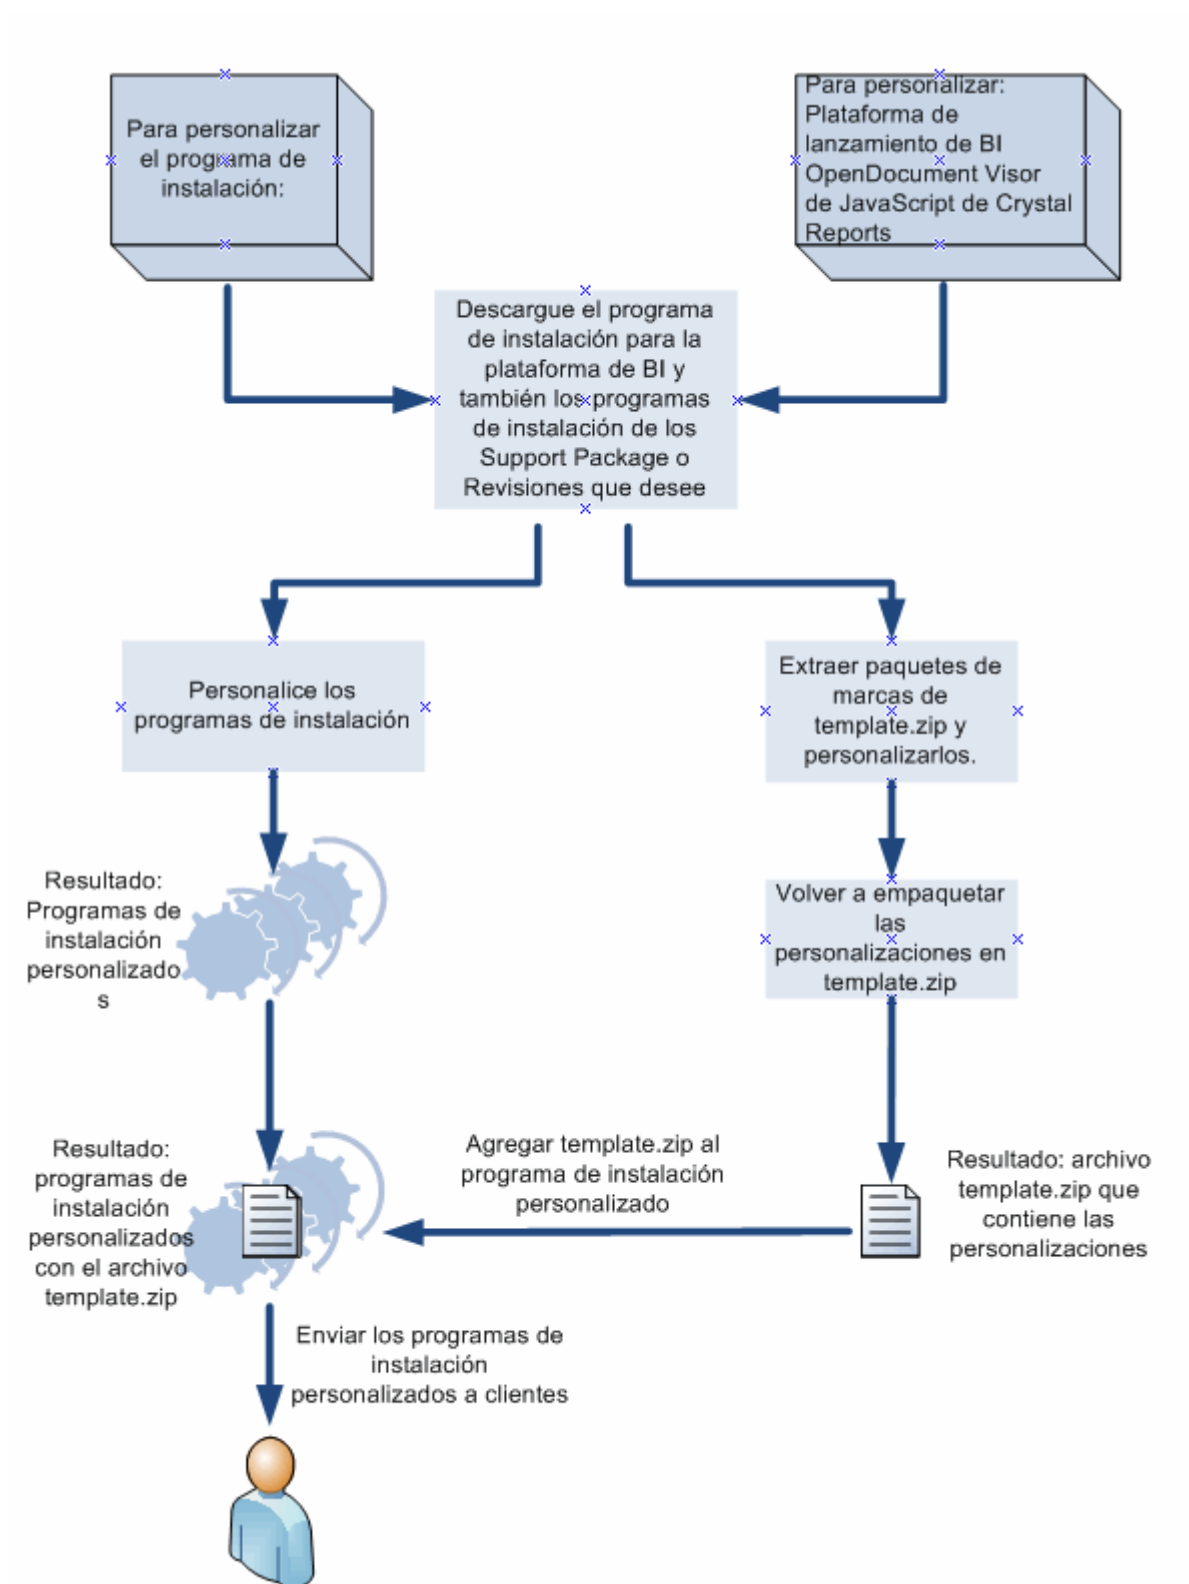 Para personalizar
el programa de
instalación:
Para personalizar:
Plataforma de
lanzamiento de BI
OpenDocument Visor
de JavaScript de Crystal
Reports
Descargue el programa
de instalación para la
plataforma de BI y
también los programas
de instalación de los
Support Package o
Revisiones que desee
Personalice los
programas de instalación
Extraer paquetes de
marcas de
template.zip y
personalizarlos.
Resultado:
Programas de
instalación
personalizado
s
Volver a empaquetar
las
personalizaciones en
template.zip
Resultado:
programas de
instalación
personalizados
con el archivo
template.zip
Agregar template.zip al
programa de instalación
personalizado
Resultado: archivo
template.zip que
contiene las
personalizaciones
Enviar los programas de
instalación
personalizados a clientes